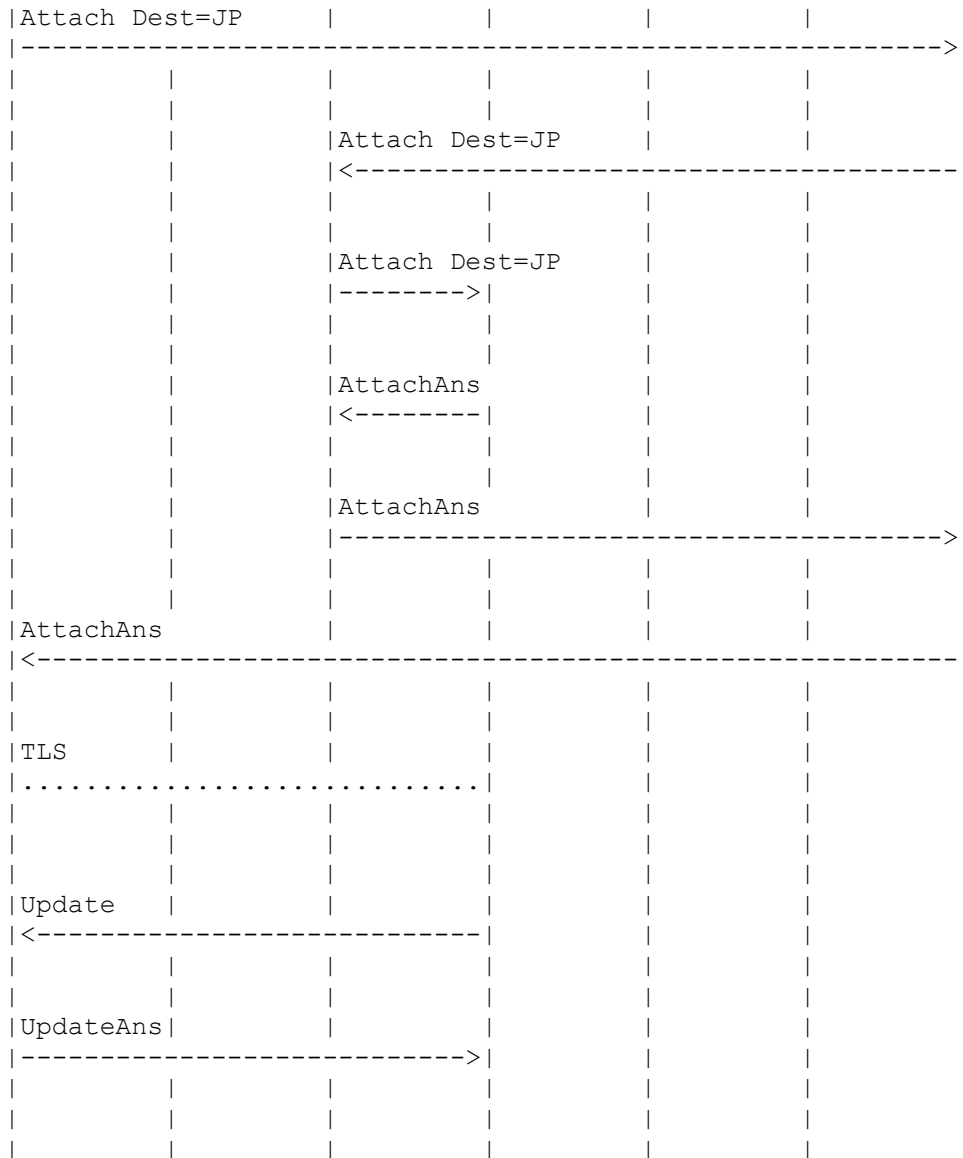 Attach Dest=JP
Attach Dest=JP
Attach Dest=JP
AttachAns
AttachAns
AttachAns
TLS
Update
UpdateAns